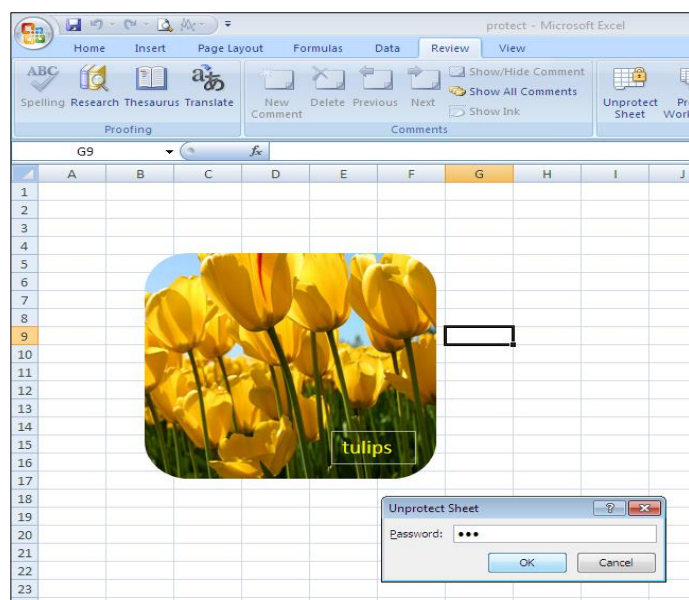 protect - Microsoft Excel
Home Insert Page Layout Formulas Data Review View
ABC
Spelling Research Thesaurus Translate
New Comment Delete Previous Next
Show/Hide Comment
Show All Comments
Show Ink
Unprotect Sheet
Proofing Comments
G9 fx
A B C D E F G H I J
1
2
3
4
5
6
7
8
9
10
11
12
13
14
15
tulips
16
17
18
Unprotect Sheet
19
20
Password: •••
21
22
OK Cancel
23